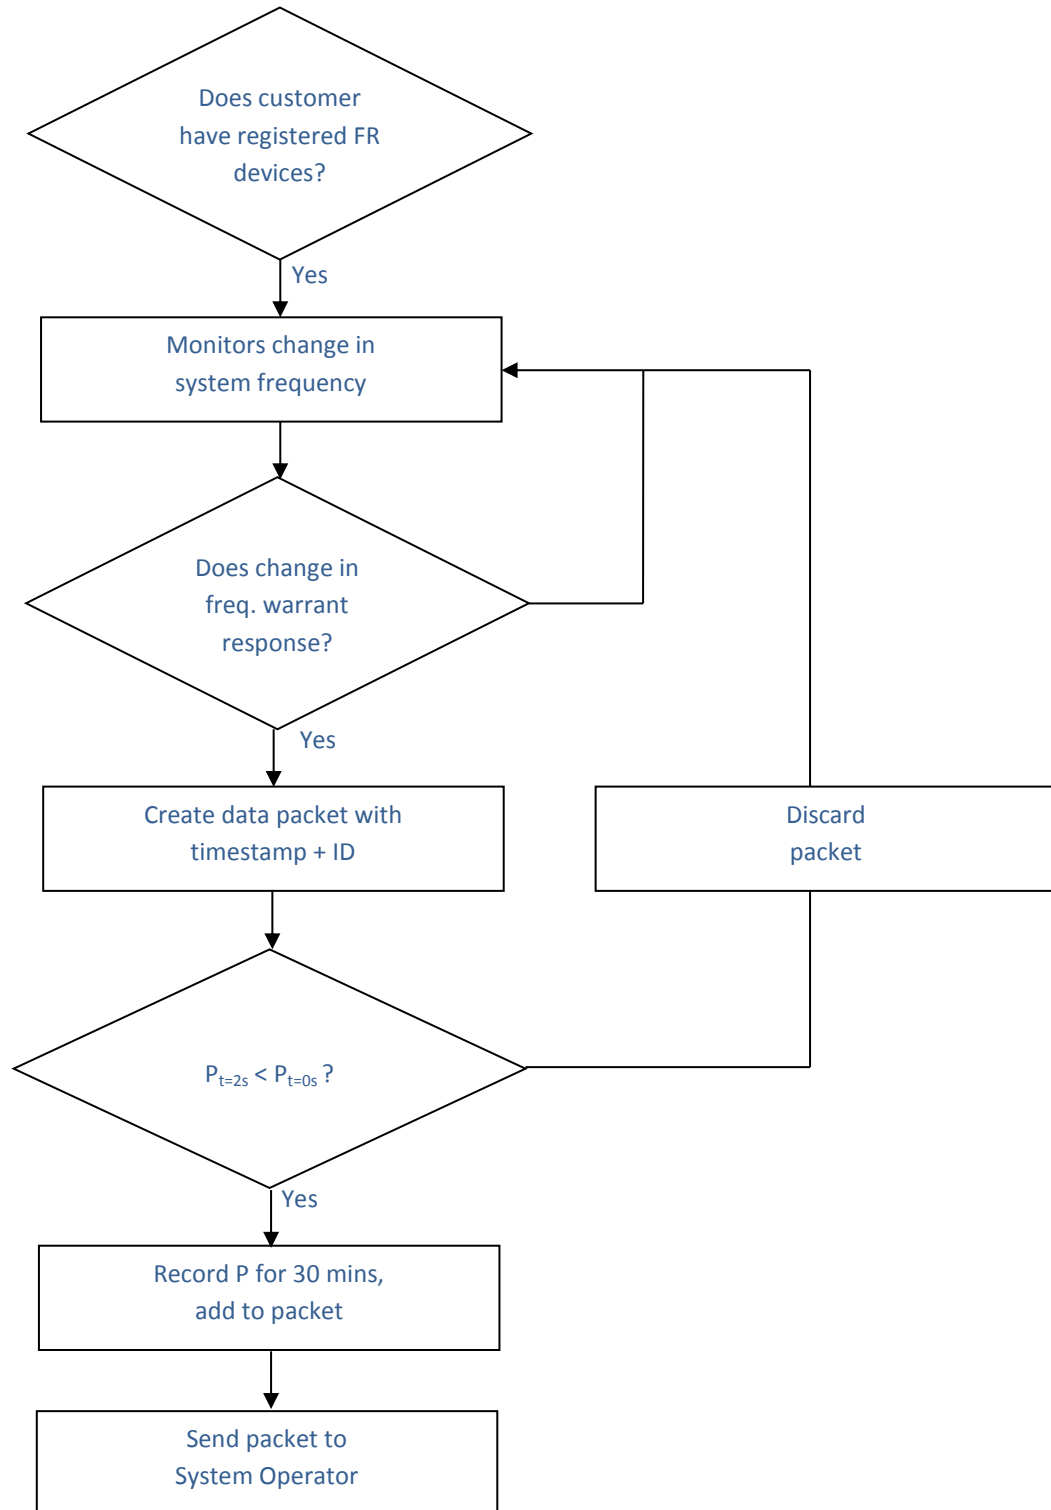 Does customer
have registered FR
devices?
Yes
Monitors change in
system frequency
Does change in
freq. warrant
response?
Yes
Create data packet with
timestamp + ID
Discard
packet
Pt=2s < Pt=0s ?
Yes
Record P for 30 mins,
add to packet
Send packet to
System Operator